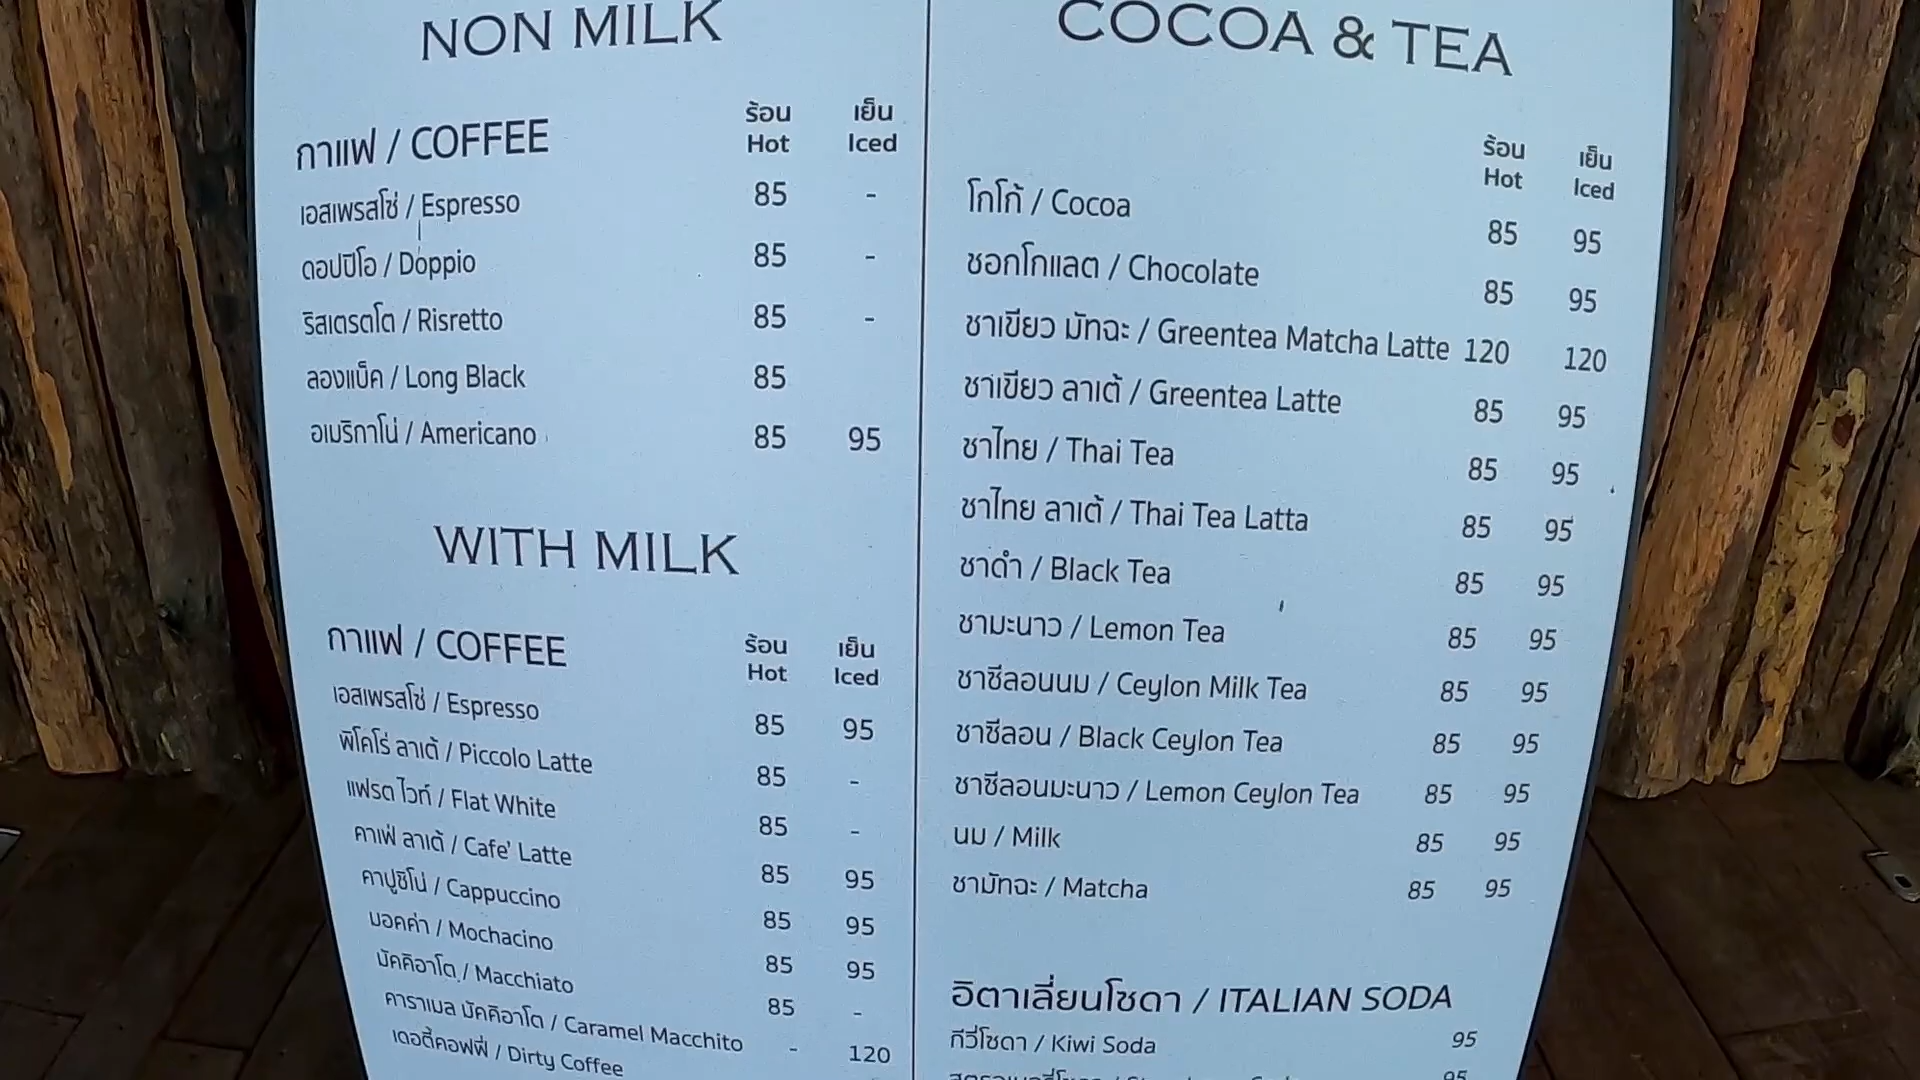 NON MILK
กาแฟ / COFFEE ร้อน Hot เย็น Iced
เอสเพรสโซ่ / Espresso 85 -
ดอปปิโอ / Doppio 85 -
ริสเตรตโต / Risretto 85 -
ลองแบ็ค / Long Black 85
อเมริกาโน่ / Americano 85 95
WITH MILK
กาแฟ / COFFEE ร้อน Hot เย็น Iced
เอสเพรสโซ่ / Espresso 85 95
พิโคโร่ ลาเต้ / Piccolo Latte 85 -
แฟรต ไวท์ / Flat White 85 -
คาเฟ่ ลาเต้ / Cafe' Latte 85 95
คาปูชิโน่ / Cappuccino 85 95
มอคค่า / Mochacino 85 95
มัคคิอาโต / Macchiato 85 -
คาราเมล มัคคิอาโต / Caramel Macchito - 120
เดอตี้คอฟฟี่ / Dirty Coffee
COCOA & TEA
ร้อน Hot เย็น Iced
โกโก้ / Cocoa 85 95
ชอกโกแลต / Chocolate 85 95
ชาเขียว มัทฉะ / Greentea Matcha Latte 120 120
ชาเขียว ลาเต้ / Greentea Latte 85 95
ชาไทย / Thai Tea 85 95
ชาไทย ลาเต้ / Thai Tea Latta 85 95
ชาดำ / Black Tea 85 95
ชามะนาว / Lemon Tea 85 95
ชาซีลอนนม / Ceylon Milk Tea 85 95
ชาซีลอน / Black Ceylon Tea 85 95
ชาซีลอนมะนาว / Lemon Ceylon Tea 85 95
นม / Milk 85 95
ชามัทฉะ / Matcha 85 95
อิตาเลี่ยนโซดา / ITALIAN SODA
กีวี่โซดา / Kiwi Soda 95